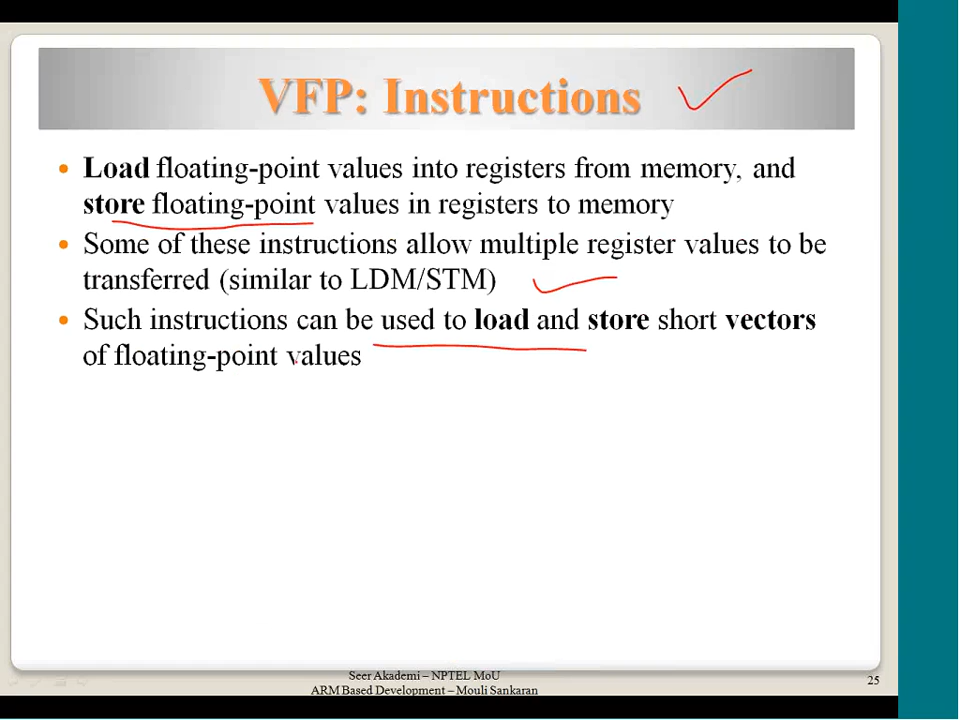 VFP: Instructions
Load floating-point values into registers from memory, and
store floating-point values in registers to memory
Some of these instructions allow multiple register values to be
transferred (similar to LDM/STM)
Such instructions can be used to load and store short vectors
of floating-point values
Seer Akademi – NPTEL MoU
ARM Based Development – Mouli Sankaran
25